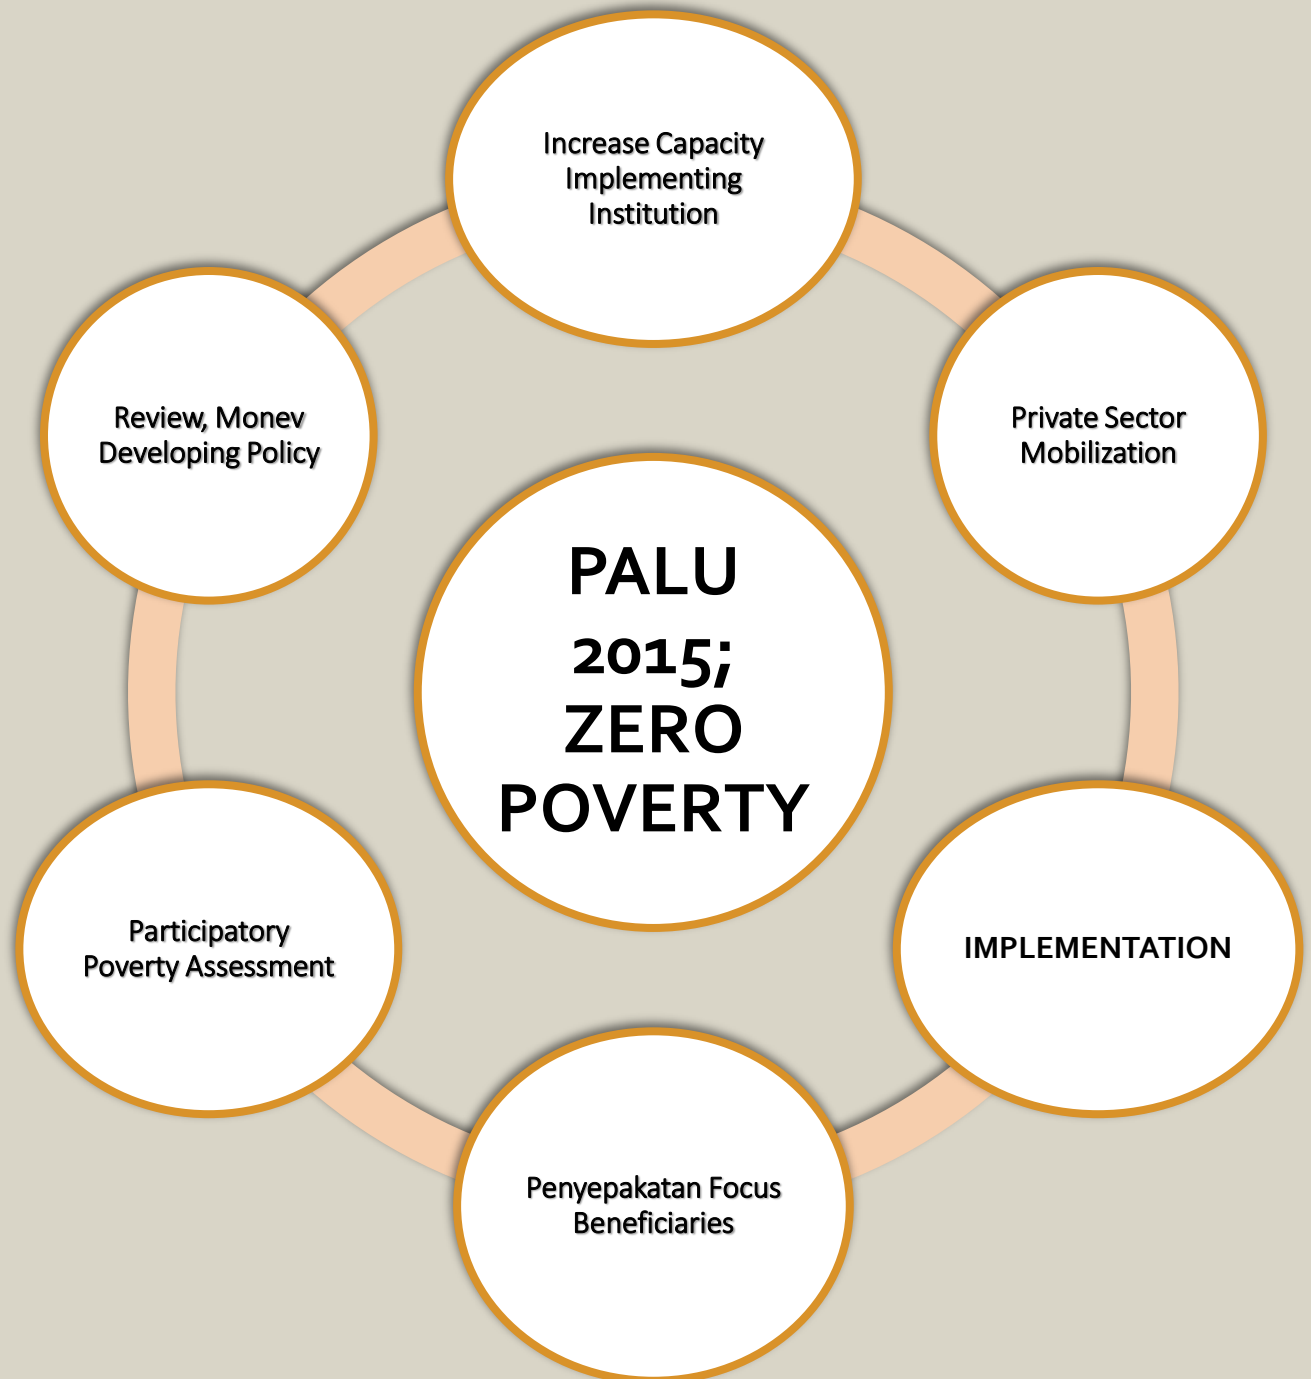 Increase Capacity
Implementing
Institution
Review, Monev
Developing Policy
Private Sector
Mobilization
PALU
2015;
ZERO
POVERTY
Participatory
Poverty Assessment
IMPLEMENTATION
Penyepakatan Focus
Beneficiaries